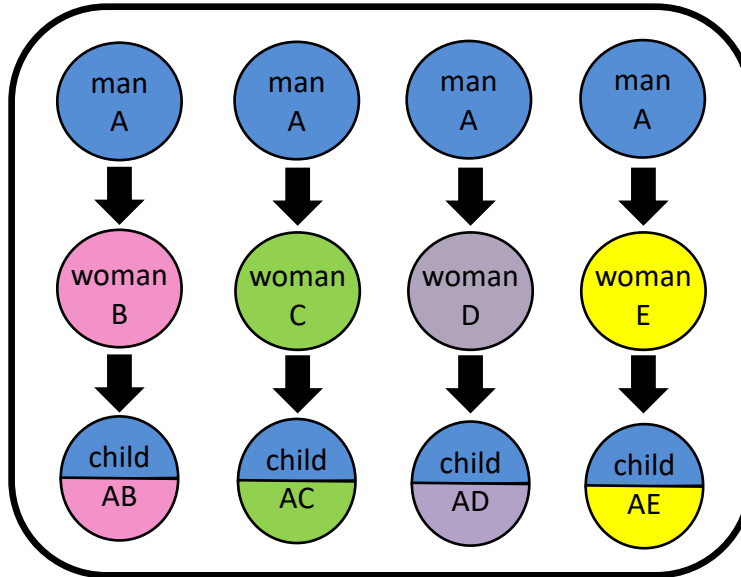 man man man man
A A A A
woman woman woman woman
B C D E
child child child child
AB AC AD AE